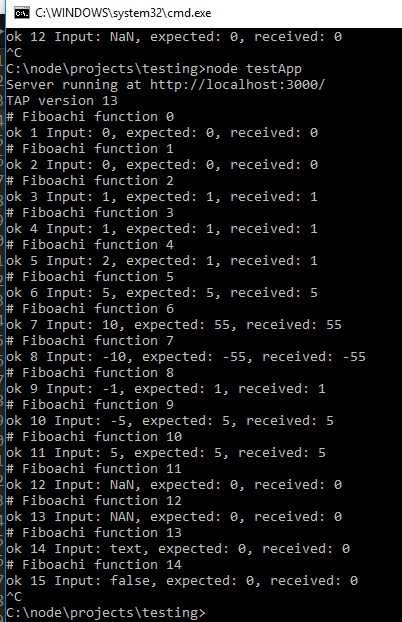 C:\WINDOWS\system32\cmd.exe
ok 12 Input: NaN, expected: 0, received: 0
^C
C:\node\projects\testing>node testApp
Server running at http://localhost:3000/
TAP version 13
# Fiboachi function 0
ok 1 Input: 0, expected: 0, received: 0
# Fiboachi function 1
ok 2 Input: 0, expected: 0, received: 0
# Fiboachi function 2
ok 3 Input: 1, expected: 1, received: 1
# Fiboachi function 3
ok 4 Input: 1, expected: 1, received: 1
# Fiboachi function 4
ok 5 Input: 2, expected: 1, received: 1
# Fiboachi function 5
ok 6 Input: 5, expected: 5, received: 5
# Fiboachi function 6
ok 7 Input: 10, expected: 55, received: 55
# Fiboachi function 7
ok 8 Input: -10, expected: -55, received: -55
# Fiboachi function 8
ok 9 Input: -1, expected: 1, received: 1
# Fiboachi function 9
ok 10 Input: -5, expected: 5, received: 5
# Fiboachi function 10
ok 11 Input: 5, expected: 5, received: 5
# Fiboachi function 11
ok 12 Input: NaN, expected: 0, received: 0
# Fiboachi function 12
ok 13 Input: NAN, expected: 0, received: 0
# Fiboachi function 13
ok 14 Input: text, expected: 0, received: 0
# Fiboachi function 14
ok 15 Input: false, expected: 0, received: 0
^C
C:\node\projects\testing>